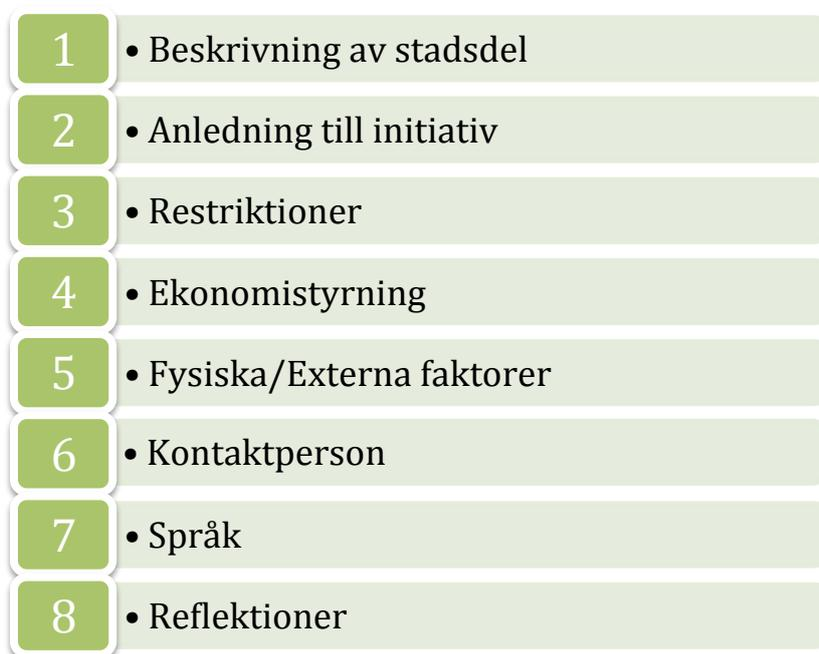 1 • Beskrivning av stadsdel
2 • Anledning till initiativ
3 • Restriktioner
4 • Ekonomistyrning
5 • Fysiska/Externa faktorer
6 • Kontaktperson
7 • Språk
8 • Reflektioner